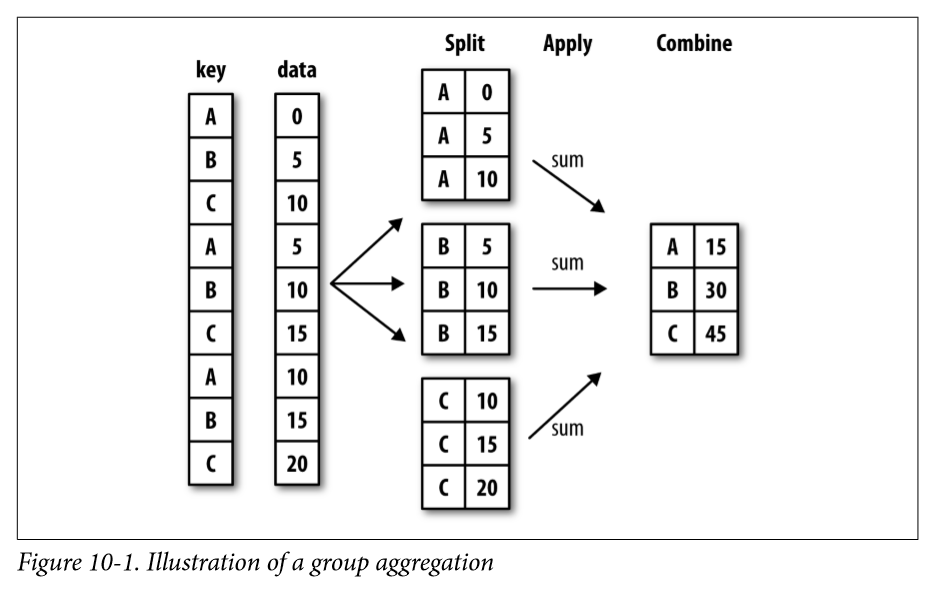 key data
A 0
B 5
C 10
A 5
B 10
C 15
A 10
B 15
C 20
Split Apply Combine
A 0
A 5
A 10
B 5
B 10
B 15
C 10
C 15
C 20
sum
sum
sum
A 15
B 30
C 45
Figure 10-1. Illustration of a group aggregation